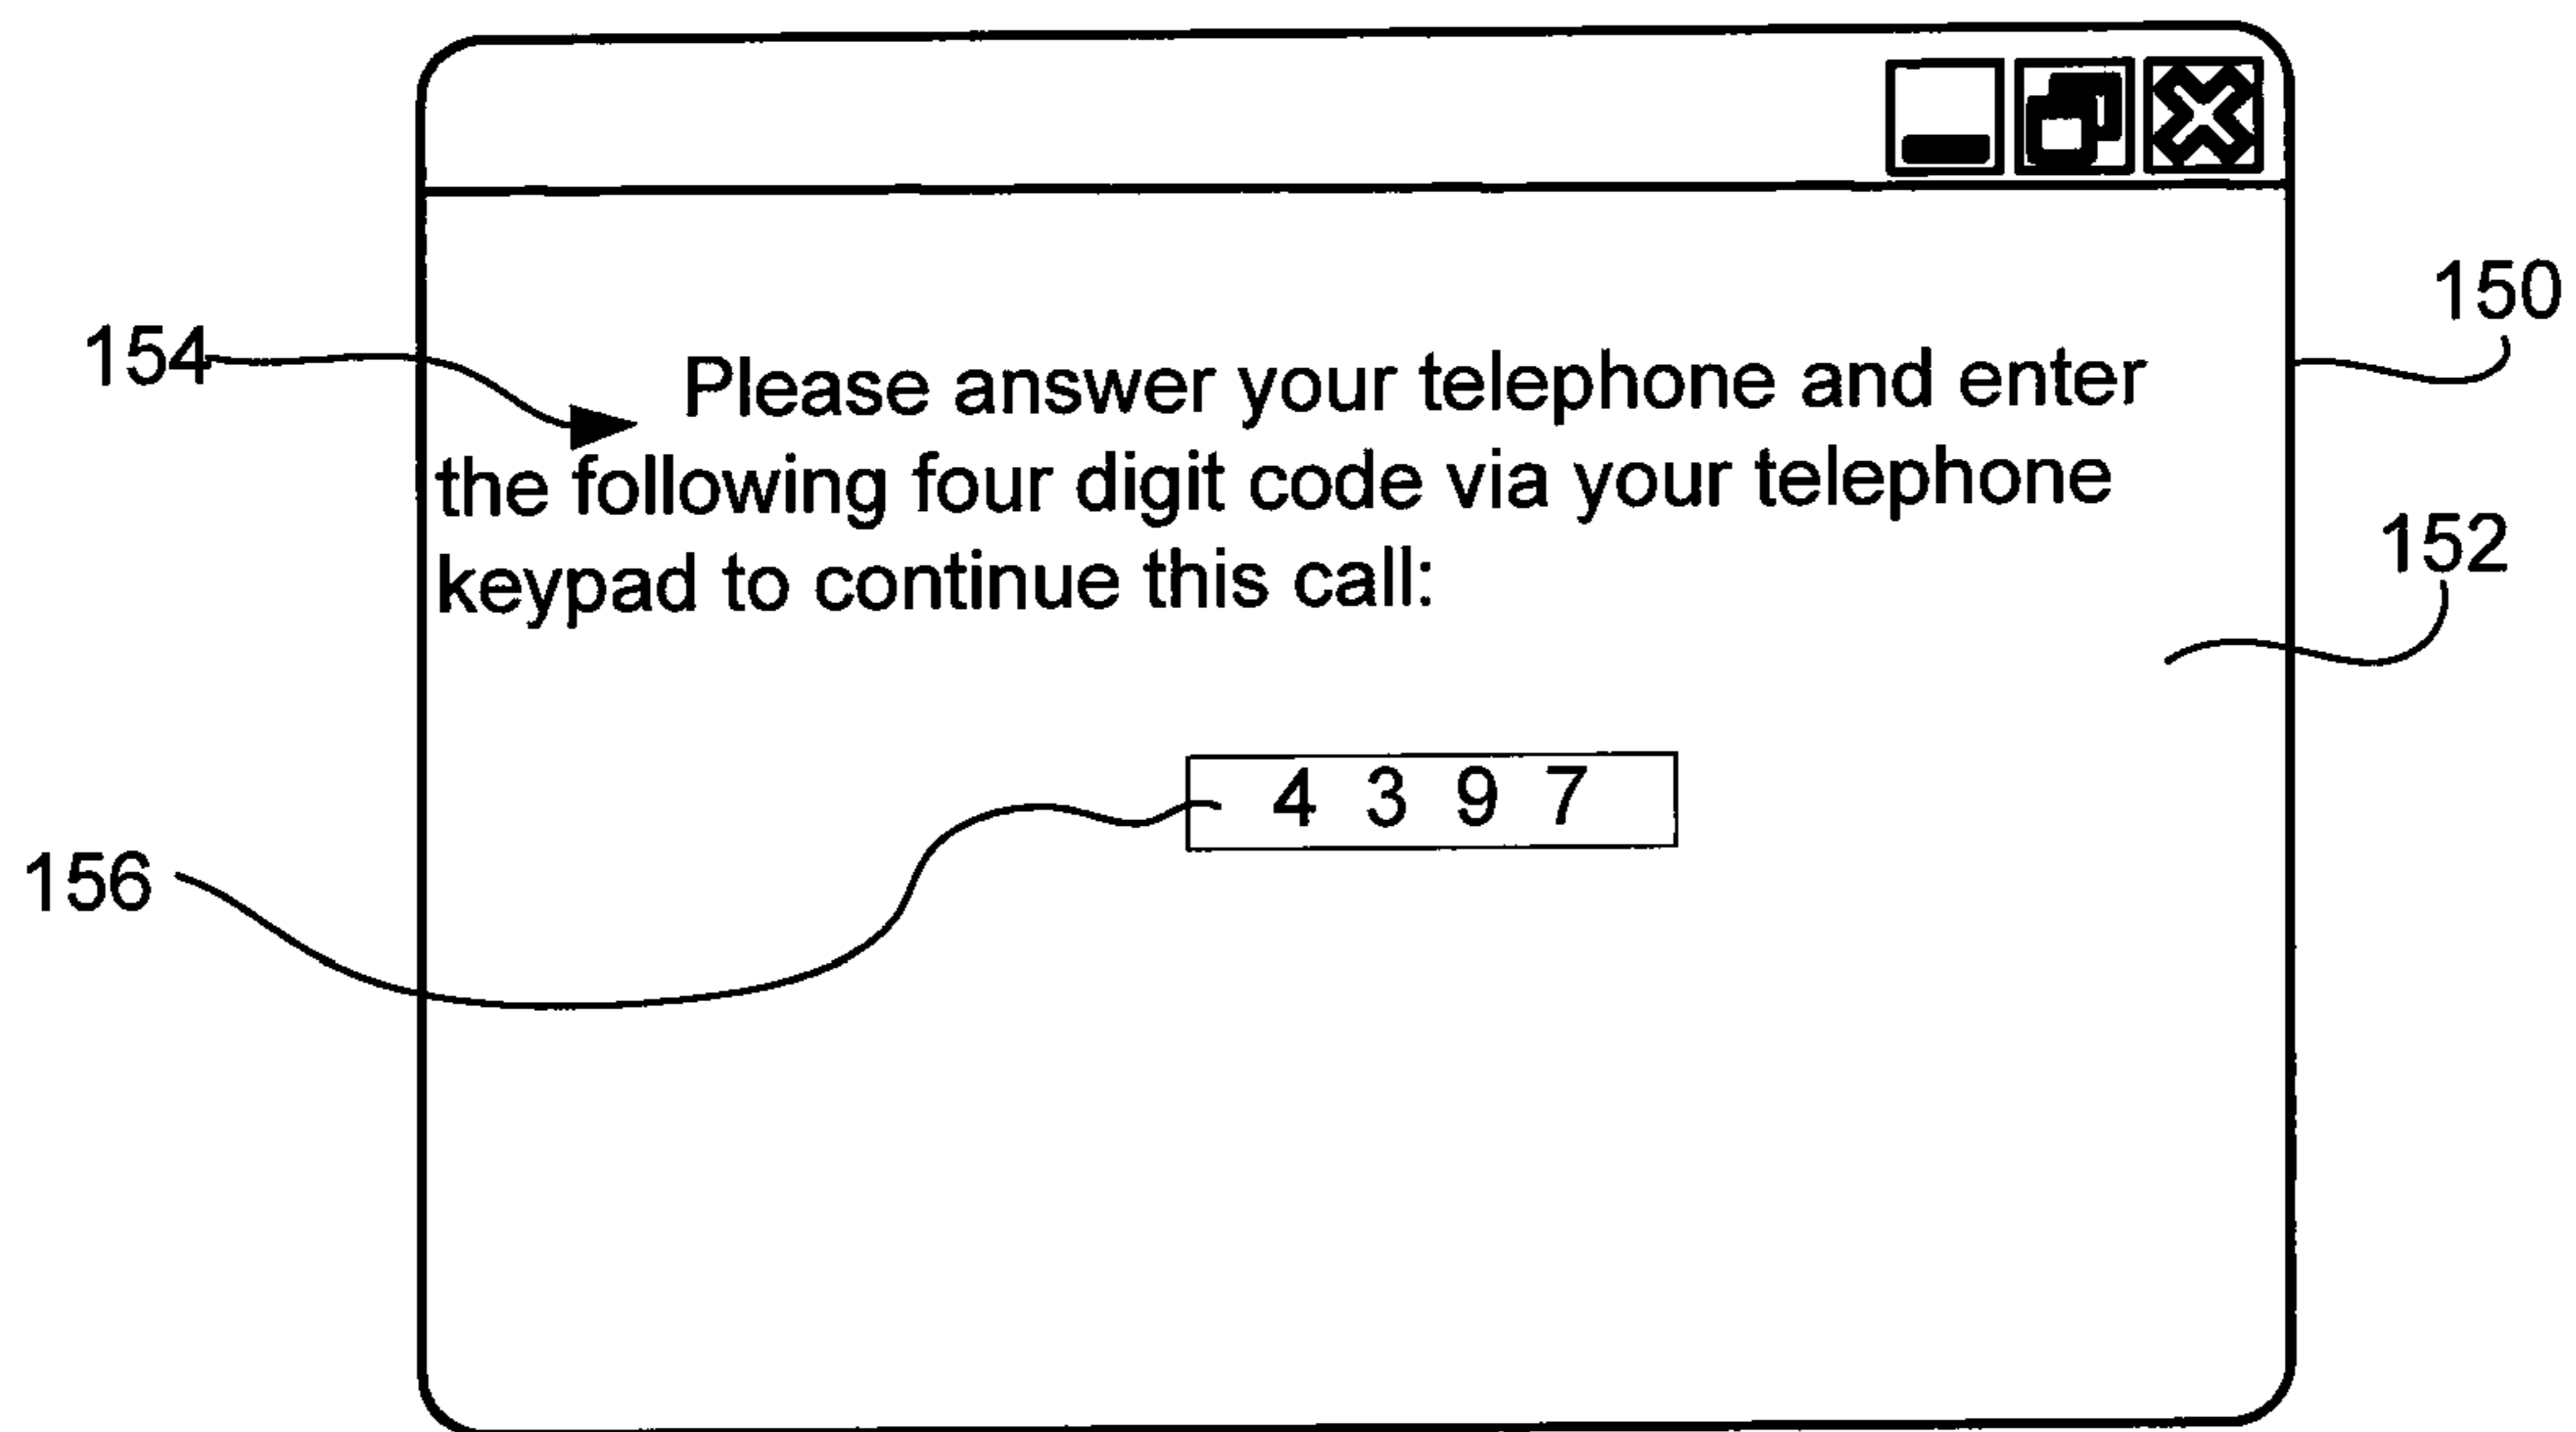 150
154
Please answer your telephone and enter
the following four digit code via your telephone
keypad to continue this call:
152
4 3 9 7
156